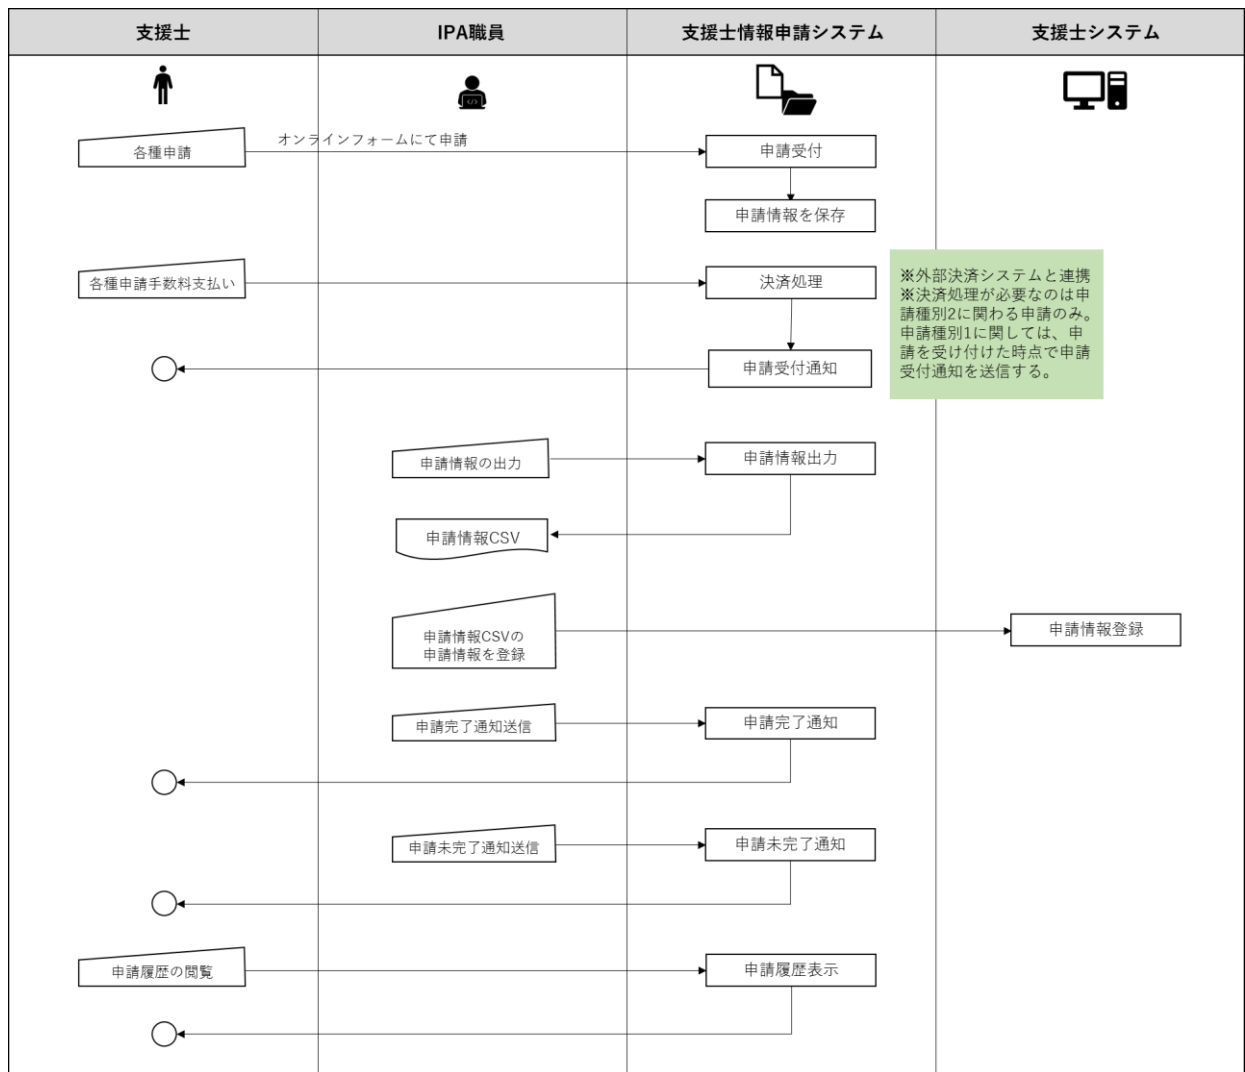 支援士
IPA職員
支援士情報申請システム
支援士システム
各種申請
オンラインフォームにて申請
申請受付
申請情報を保存
各種申請手数料支払い
決済処理
※外部決済システムと連携
※決済処理が必要なのは申
請種別2に関わる申請のみ。
申請種別1に関しては、申
請を受け付けた時点で申請
受付通知を送信する。
申請受付通知
申請情報の出力
申請情報出力
申請情報CSV
申請情報CSVの
申請情報を登録
申請情報登録
申請完了通知送信
申請完了通知
申請未完了通知送信
申請未完了通知
申請履歴の閲覧
申請履歴表示